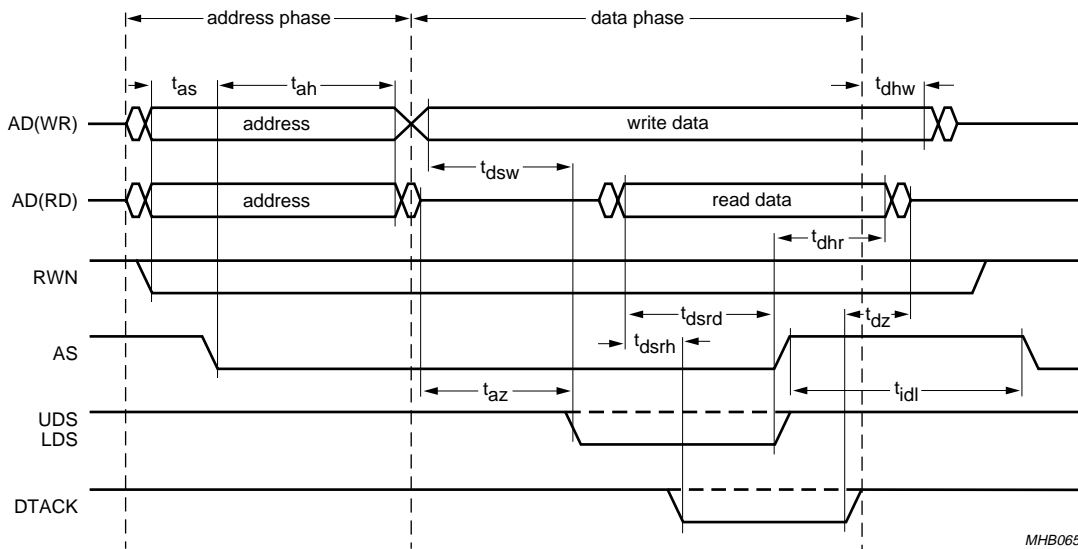 address phase
data phase
tas
tah
tdhw
AD(WR)
address
write data
tdsw
AD(RD)
address
read data
tdhr
RWN
tdsrd
tdz
tdsrh
AS
taz
tidl
UDS
LDS
DTACK
MHB065